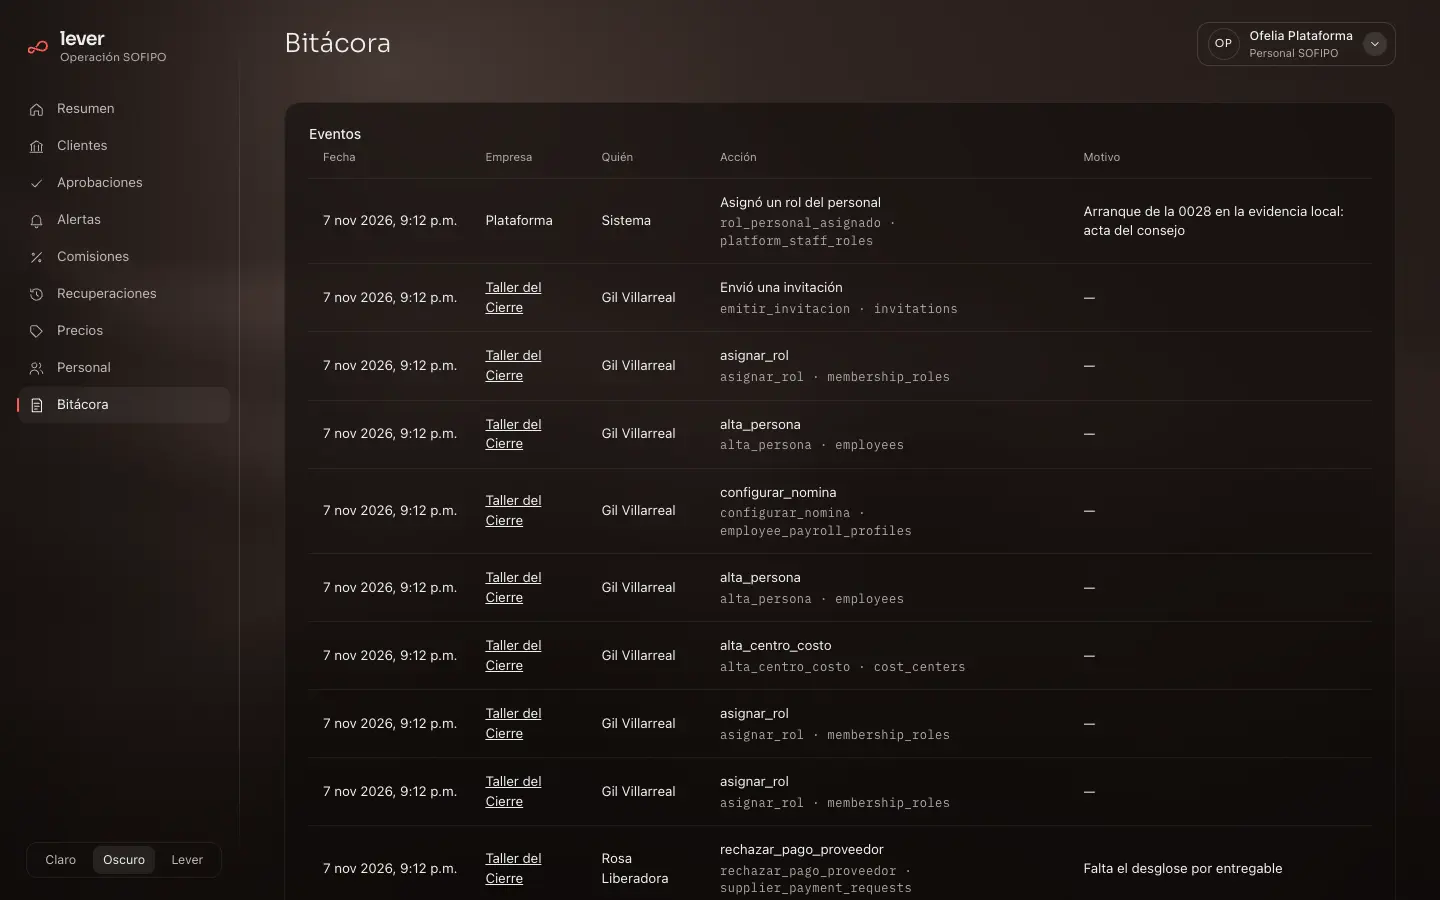 lever
Operación SOFIPO
Resumen
Clientes
Aprobaciones
Alertas
Comisiones
Recuperaciones
Precios
Personal
Bitácora
Claro Oscuro Lever
Bitácora
OP
Ofelia Plataforma
Personal SOFIPO
Eventos
Fecha Empresa Quién Acción Motivo
7 nov 2026, 9:12 p.m. Plataforma Sistema
Asignó un rol del personal
rol_personal_asignado ·
platform_staff_roles
Arranque de la 0028 en la evidencia local:
acta del consejo
7 nov 2026, 9:12 p.m.
Taller del
Cierre
Gil Villarreal
Envió una invitación
emitir_invitacion · invitations
—
7 nov 2026, 9:12 p.m.
Taller del
Cierre
Gil Villarreal
asignar_rol
asignar_rol · membership_roles
—
7 nov 2026, 9:12 p.m.
Taller del
Cierre
Gil Villarreal
alta_persona
alta_persona · employees
—
7 nov 2026, 9:12 p.m.
Taller del
Cierre
Gil Villarreal
configurar_nomina
configurar_nomina ·
employee_payroll_profiles
—
7 nov 2026, 9:12 p.m.
Taller del
Cierre
Gil Villarreal
alta_persona
alta_persona · employees
—
7 nov 2026, 9:12 p.m.
Taller del
Cierre
Gil Villarreal
alta_centro_costo
alta_centro_costo · cost_centers
—
7 nov 2026, 9:12 p.m.
Taller del
Cierre
Gil Villarreal
asignar_rol
asignar_rol · membership_roles
—
7 nov 2026, 9:12 p.m.
Taller del
Cierre
Gil Villarreal
asignar_rol
asignar_rol · membership_roles
—
7 nov 2026, 9:12 p.m.
Taller del
Cierre
Rosa
Liberadora
rechazar_pago_proveedor
rechazar_pago_proveedor ·
supplier_payment_requests
Falta el desglose por entregable